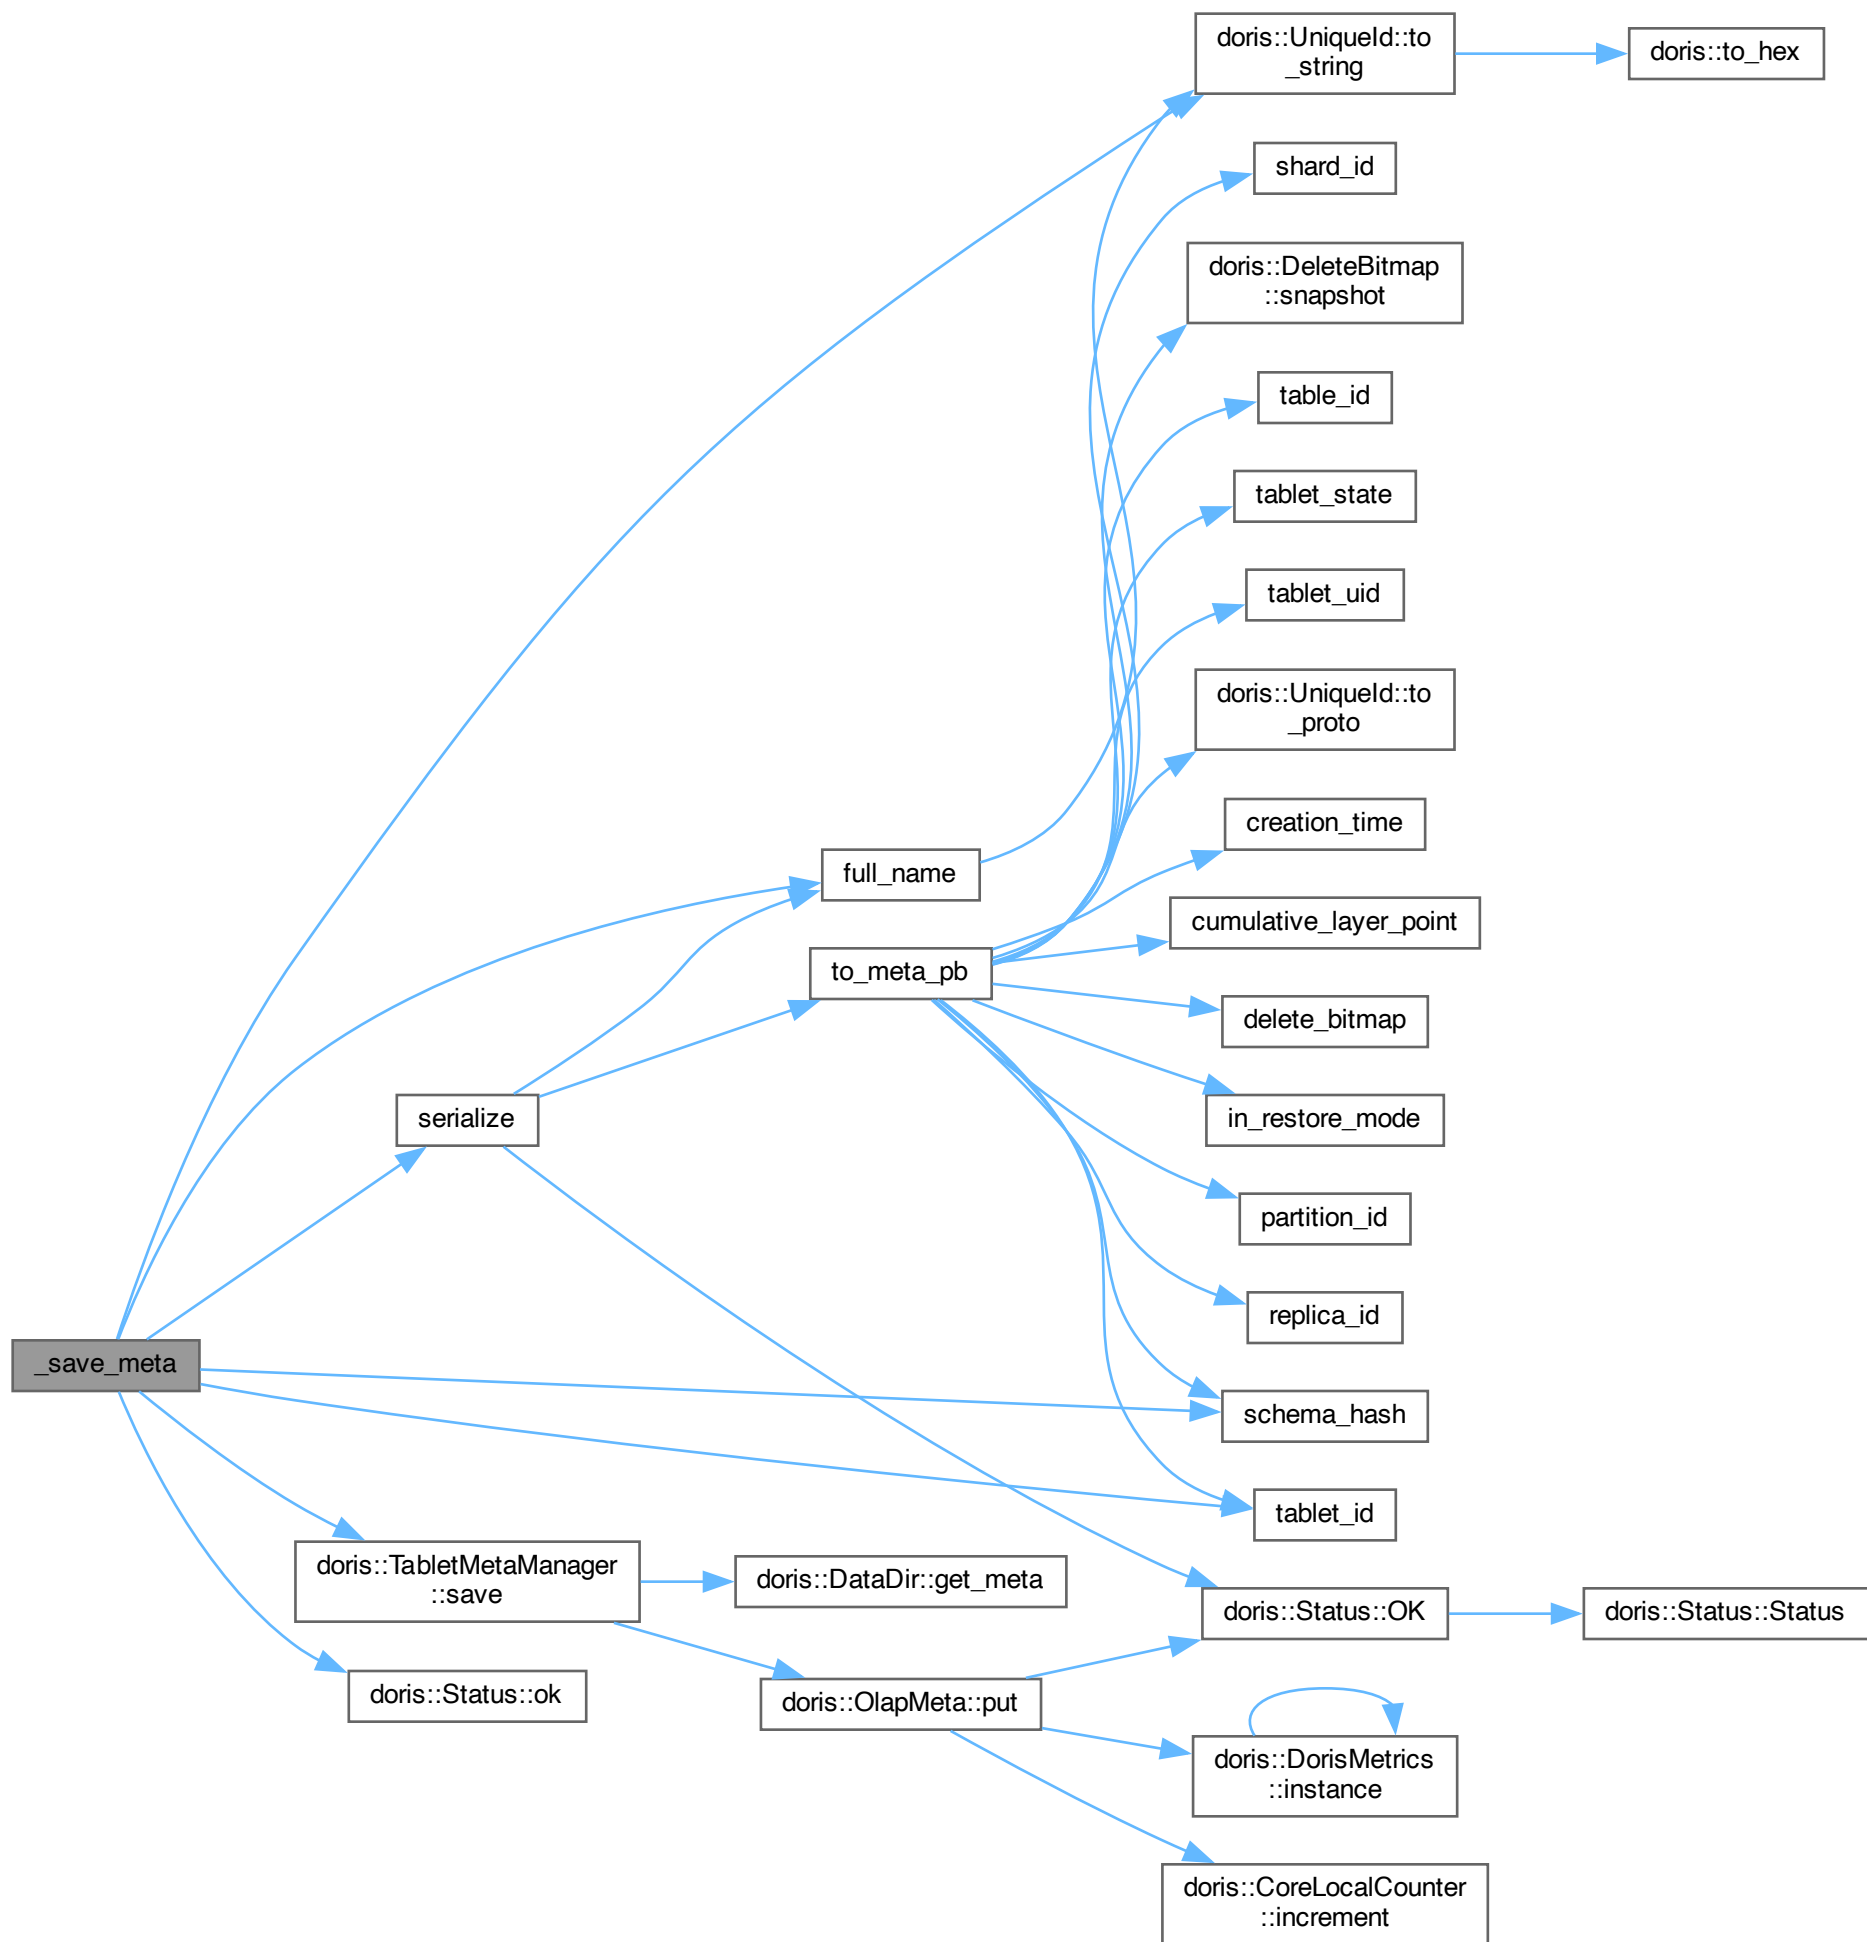 doris::UniqueId::to
_string
doris::to_hex
shard_id
doris::DeleteBitmap
::snapshot
table_id
tablet_state
tablet_uid
doris::UniqueId::to
_proto
creation_time
full_name
cumulative_layer_point
to_meta_pb
delete_bitmap
serialize
in_restore_mode
partition_id
replica_id
_save_meta
schema_hash
tablet_id
doris::TabletMetaManager
::save
doris::DataDir::get_meta
doris::Status::OK
doris::Status::Status
doris::Status::ok
doris::OlapMeta::put
doris::DorisMetrics
::instance
doris::CoreLocalCounter
::increment